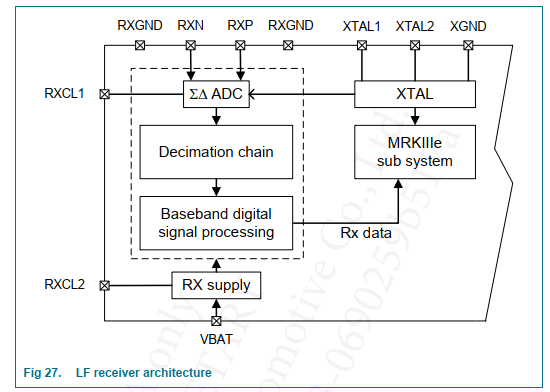 RXGND RXN RXP RXGND XTAL1 XTAL2 XGND
RXCL1
ΣΔ ADC
XTAL
Decimation chain
MRKIIIe
sub system
Baseband digital
signal processing
Rx data
RXCL2
RX supply
VBAT
Fig 27. LF receiver architecture